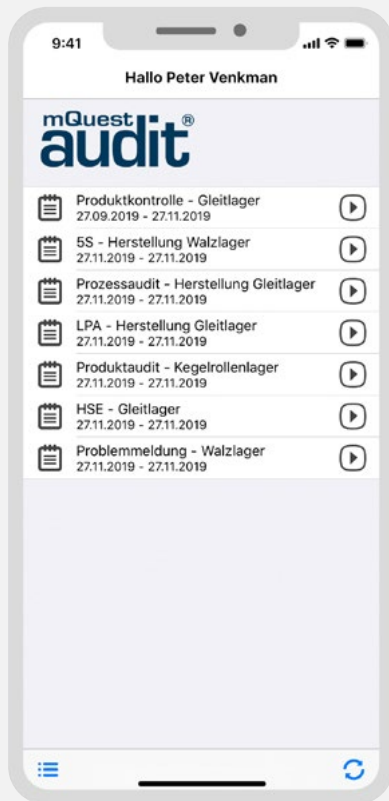 9:41
Hallo Peter Venkman
mQuest®
audit
Produktkontrolle - Gleitlager
27.09.2019 - 27.11.2019
5S - Herstellung Walzlager
27.11.2019 - 27.11.2019
Prozessaudit - Herstellung Gleitlager
27.11.2019 - 27.11.2019
LPA - Herstellung Gleitlager
27.11.2019 - 27.11.2019
Produktaudit - Kegelrollenlager
27.11.2019 - 27.11.2019
HSE - Gleitlager
27.11.2019 - 27.11.2019
Problemmeldung - Walzlager
27.11.2019 - 27.11.2019